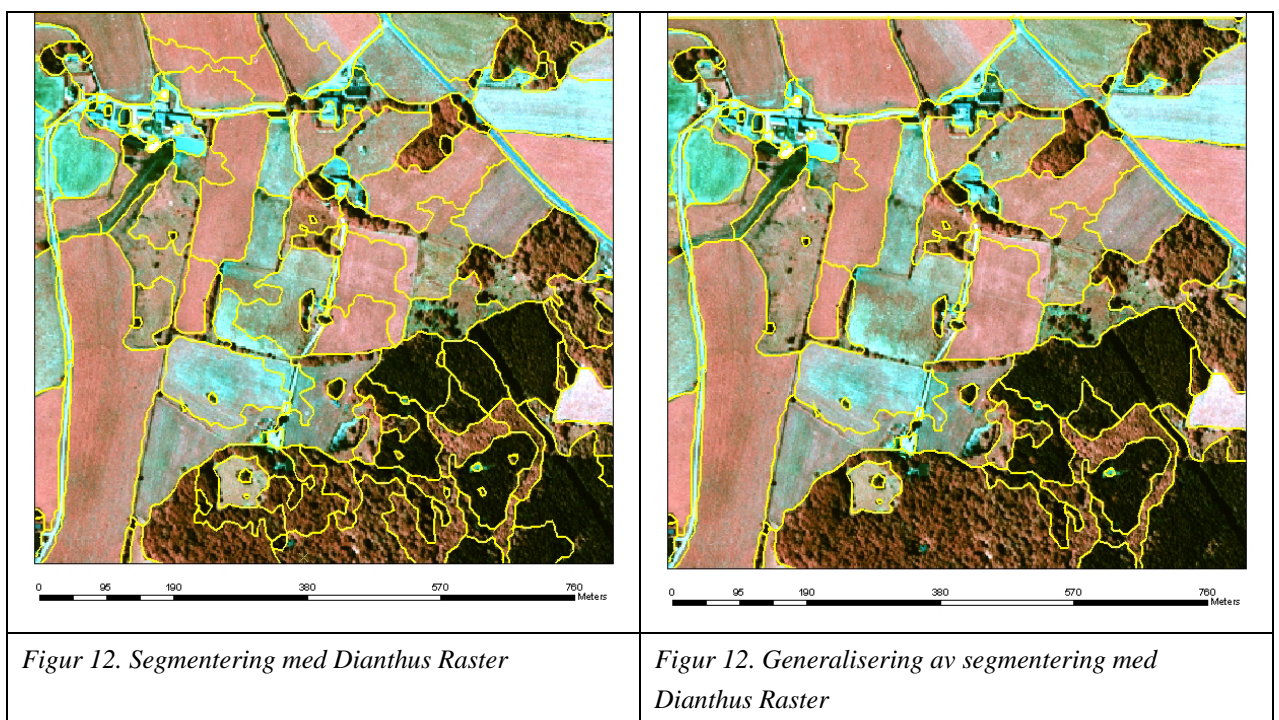 0 95 190 380 570 760
Meters
0 95 190 380 570 760
Meters
Figur 12. Segmentering med Dianthus Raster
Figur 12. Generalisering av segmentering med
Dianthus Raster